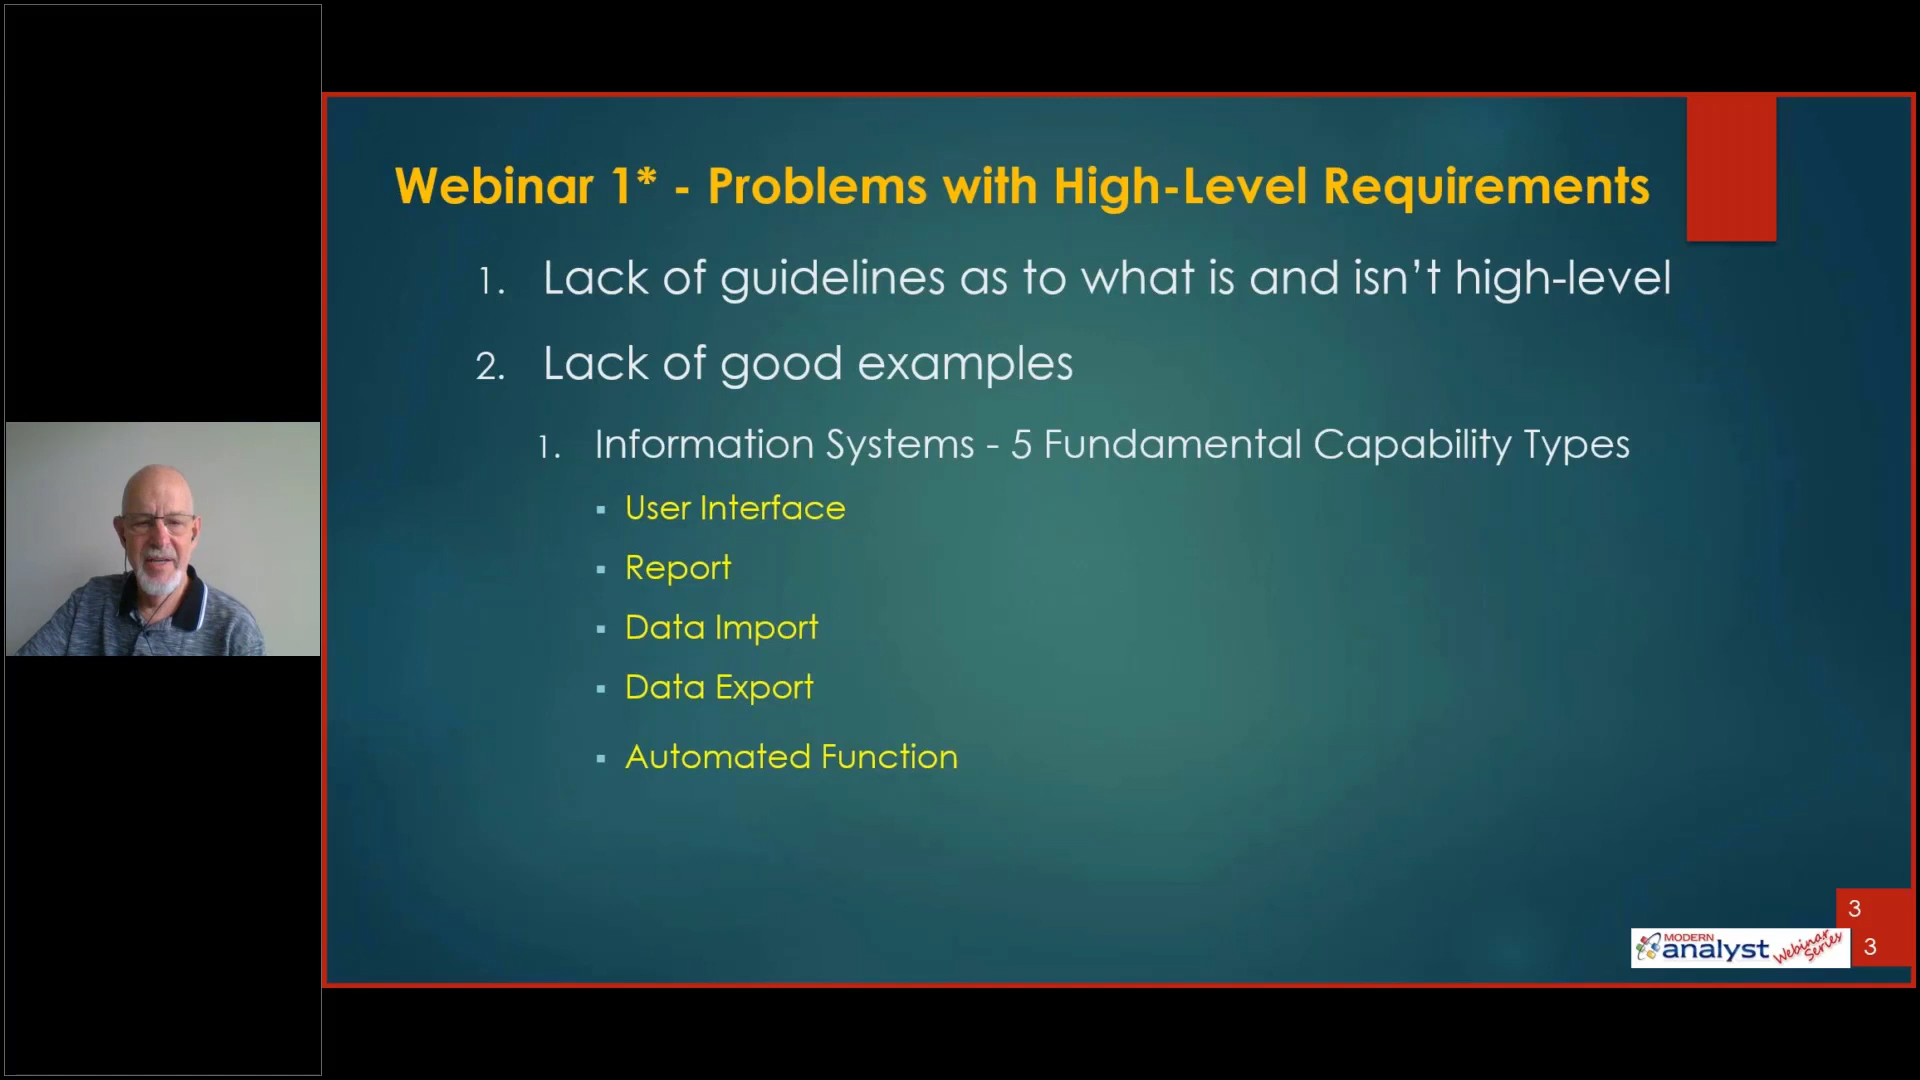 Webinar 1* - Problems with High-Level Requirements
1. Lack of guidelines as to what is and isn’t high-level
2. Lack of good examples
1. Information Systems - 5 Fundamental Capability Types
▪ User Interface
▪ Report
▪ Data Import
▪ Data Export
▪ Automated Function
3
MODERN
analyst Webinar Series
3